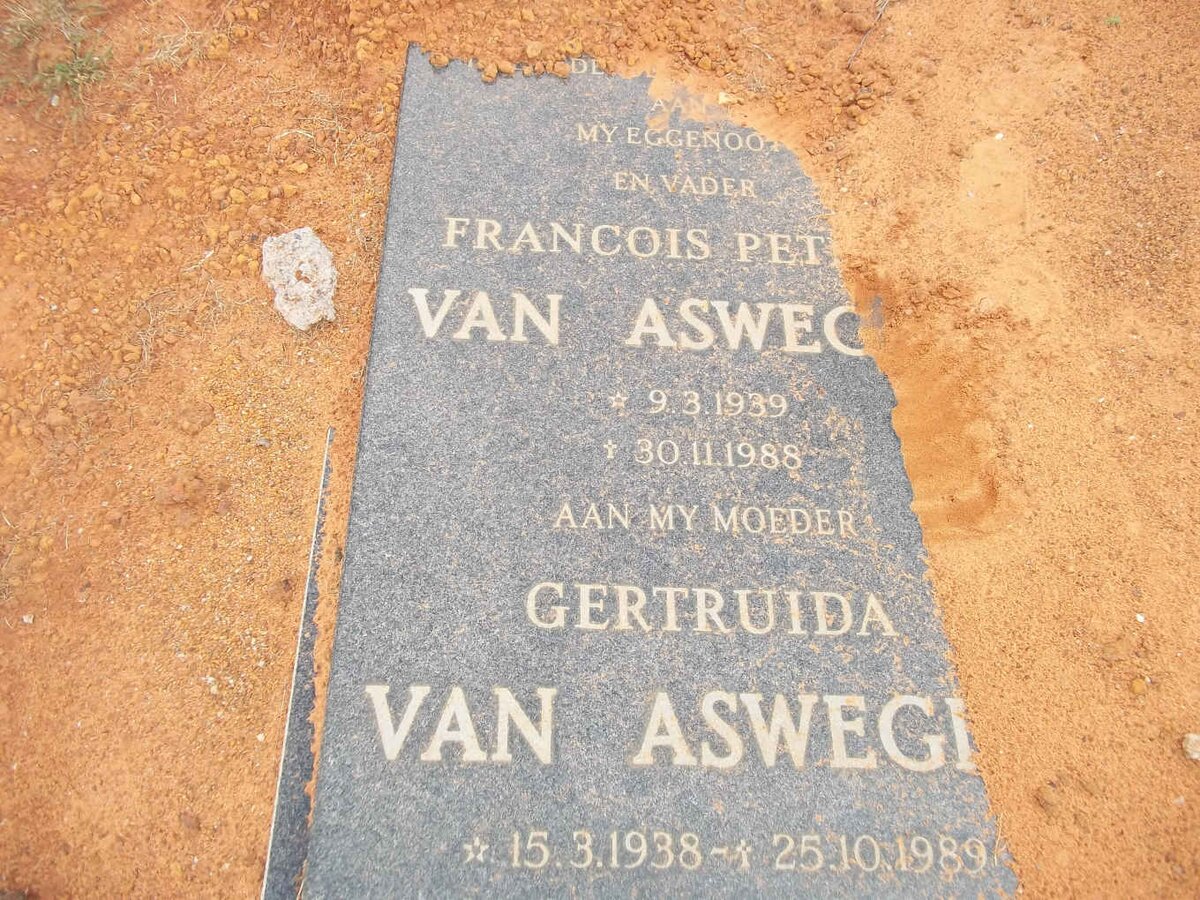 AAN
MY EGGENOOT
EN VADER
FRANCOIS PET
VAN ASWEG
☆ 9.3.1939
† 30.11.1988
AAN MY MOEDER
GERTRUIDA
VAN ASWEGE
☆ 15.3.1938 ~ † 25.10.1989